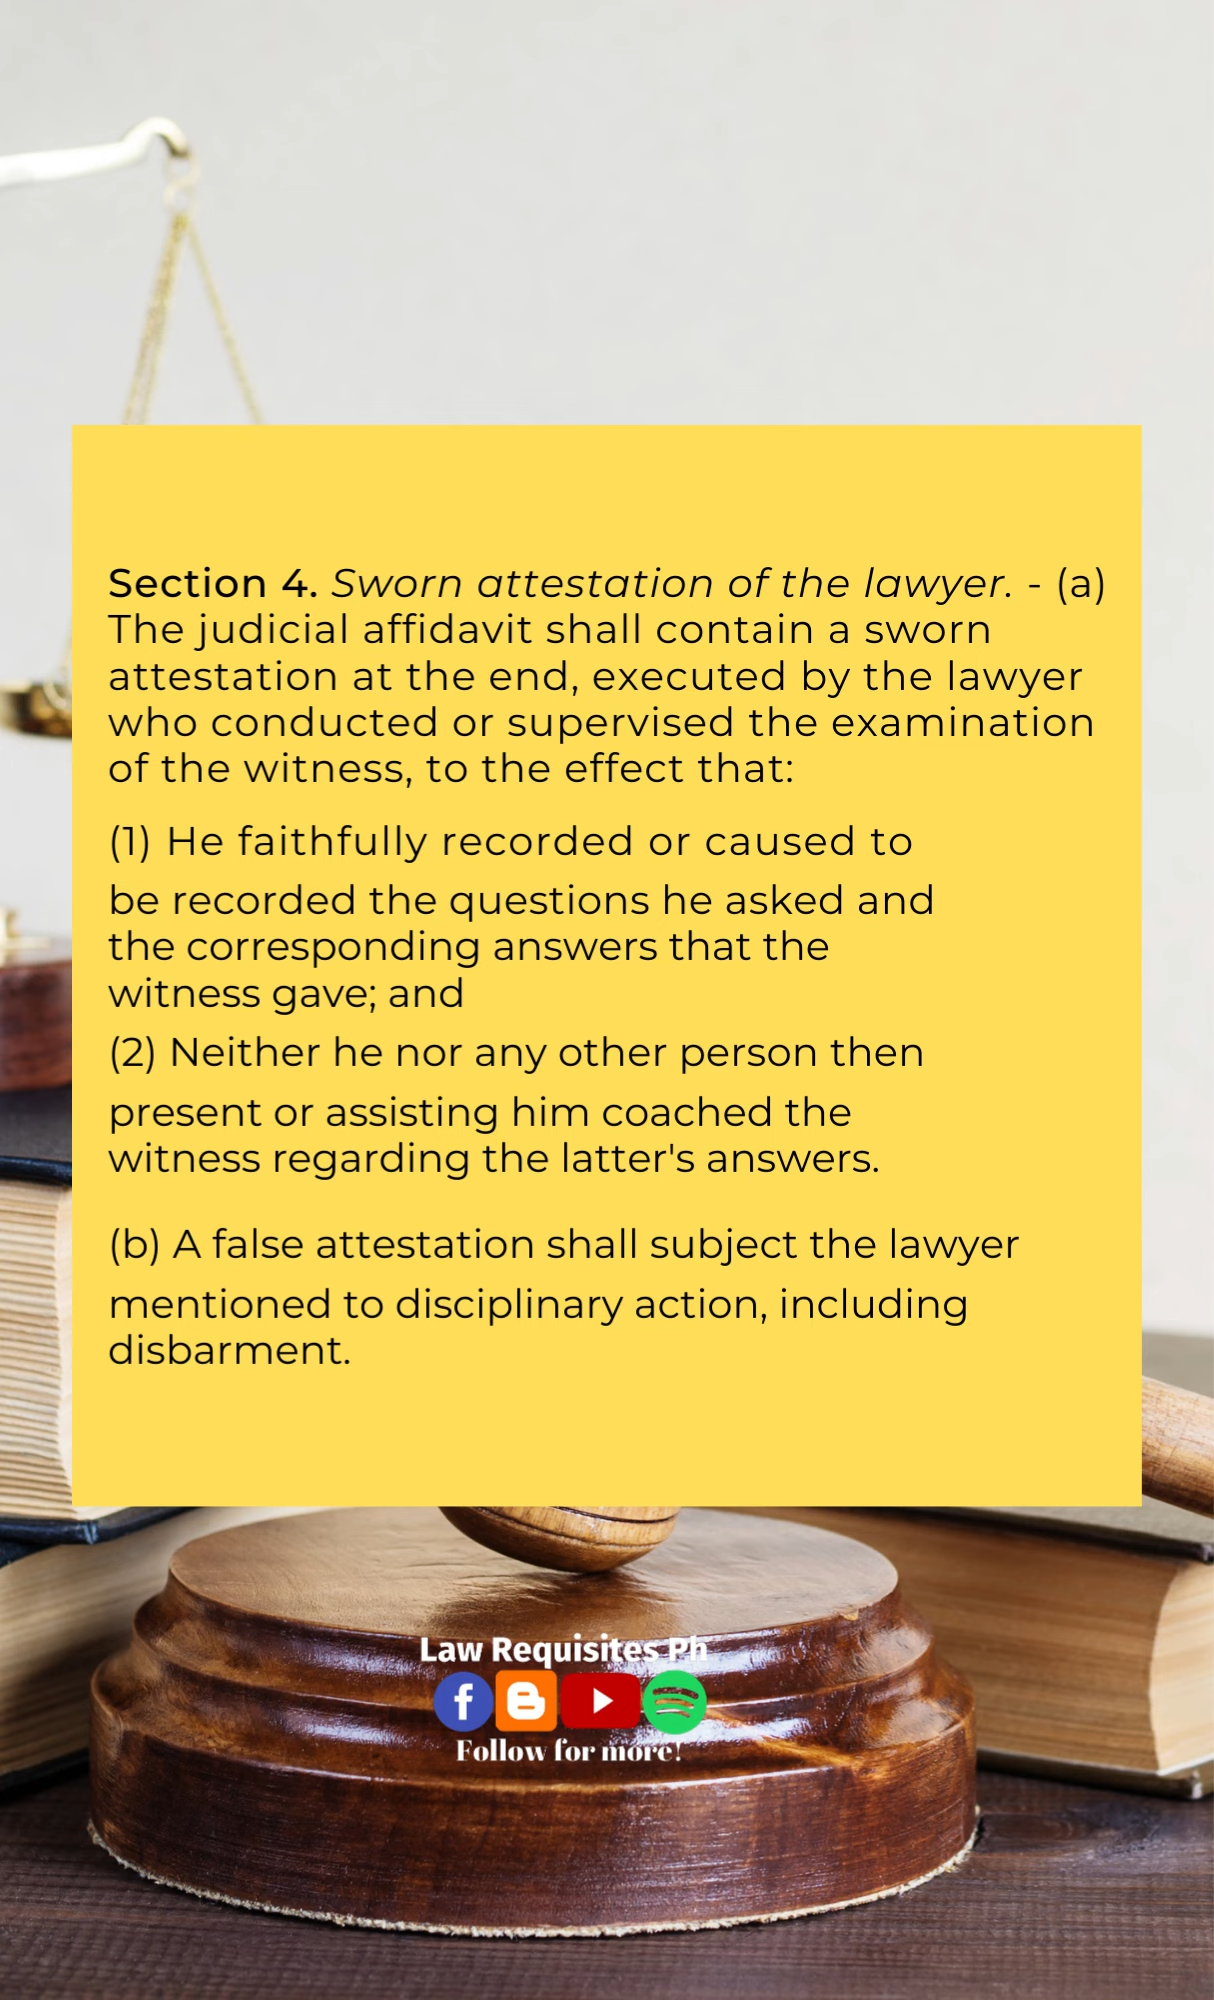 Section 4. Sworn attestation of the lawyer. - (a)
The judicial affidavit shall contain a sworn
attestation at the end, executed by the lawyer
who conducted or supervised the examination
of the witness, to the effect that:
(1) He faithfully recorded or caused to
be recorded the questions he asked and
the corresponding answers that the
witness gave; and
(2) Neither he nor any other person then
present or assisting him coached the
witness regarding the latter's answers.
(b) A false attestation shall subject the lawyer
mentioned to disciplinary action, including
disbarment.
Law Requisites Ph
Follow for more!